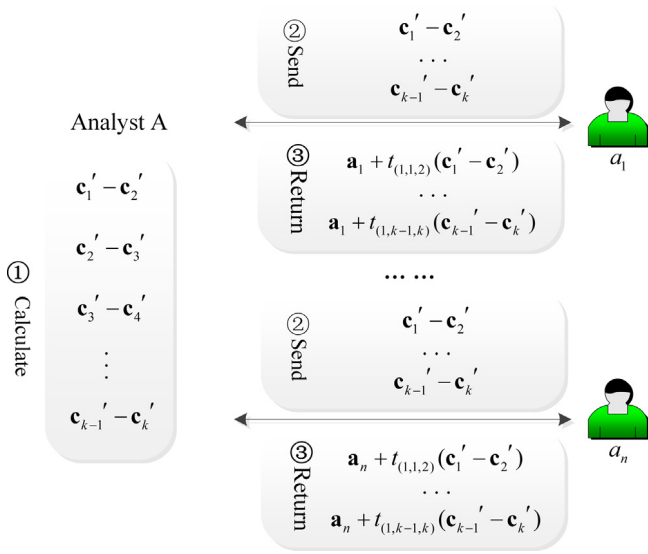 Analyst A
① Calculate
c₁′ − c₂′
c₂′ − c₃′
c₃′ − c₄′
⋮
cₖ₋₁′ − cₖ′
② Send
c₁′ − c₂′
...
cₖ₋₁′ − cₖ′
a₁
③ Return
a₁ + t₍₁,₁,₂₎(c₁′ − c₂′)
...
a₁ + t₍₁,ₖ₋₁,ₖ₎(cₖ₋₁′ − cₖ′)
... ...
② Send
c₁′ − c₂′
...
cₖ₋₁′ − cₖ′
aₙ
③ Return
aₙ + t₍₁,₁,₂₎(c₁′ − c₂′)
...
aₙ + t₍₁,ₖ₋₁,ₖ₎(cₖ₋₁′ − cₖ′)